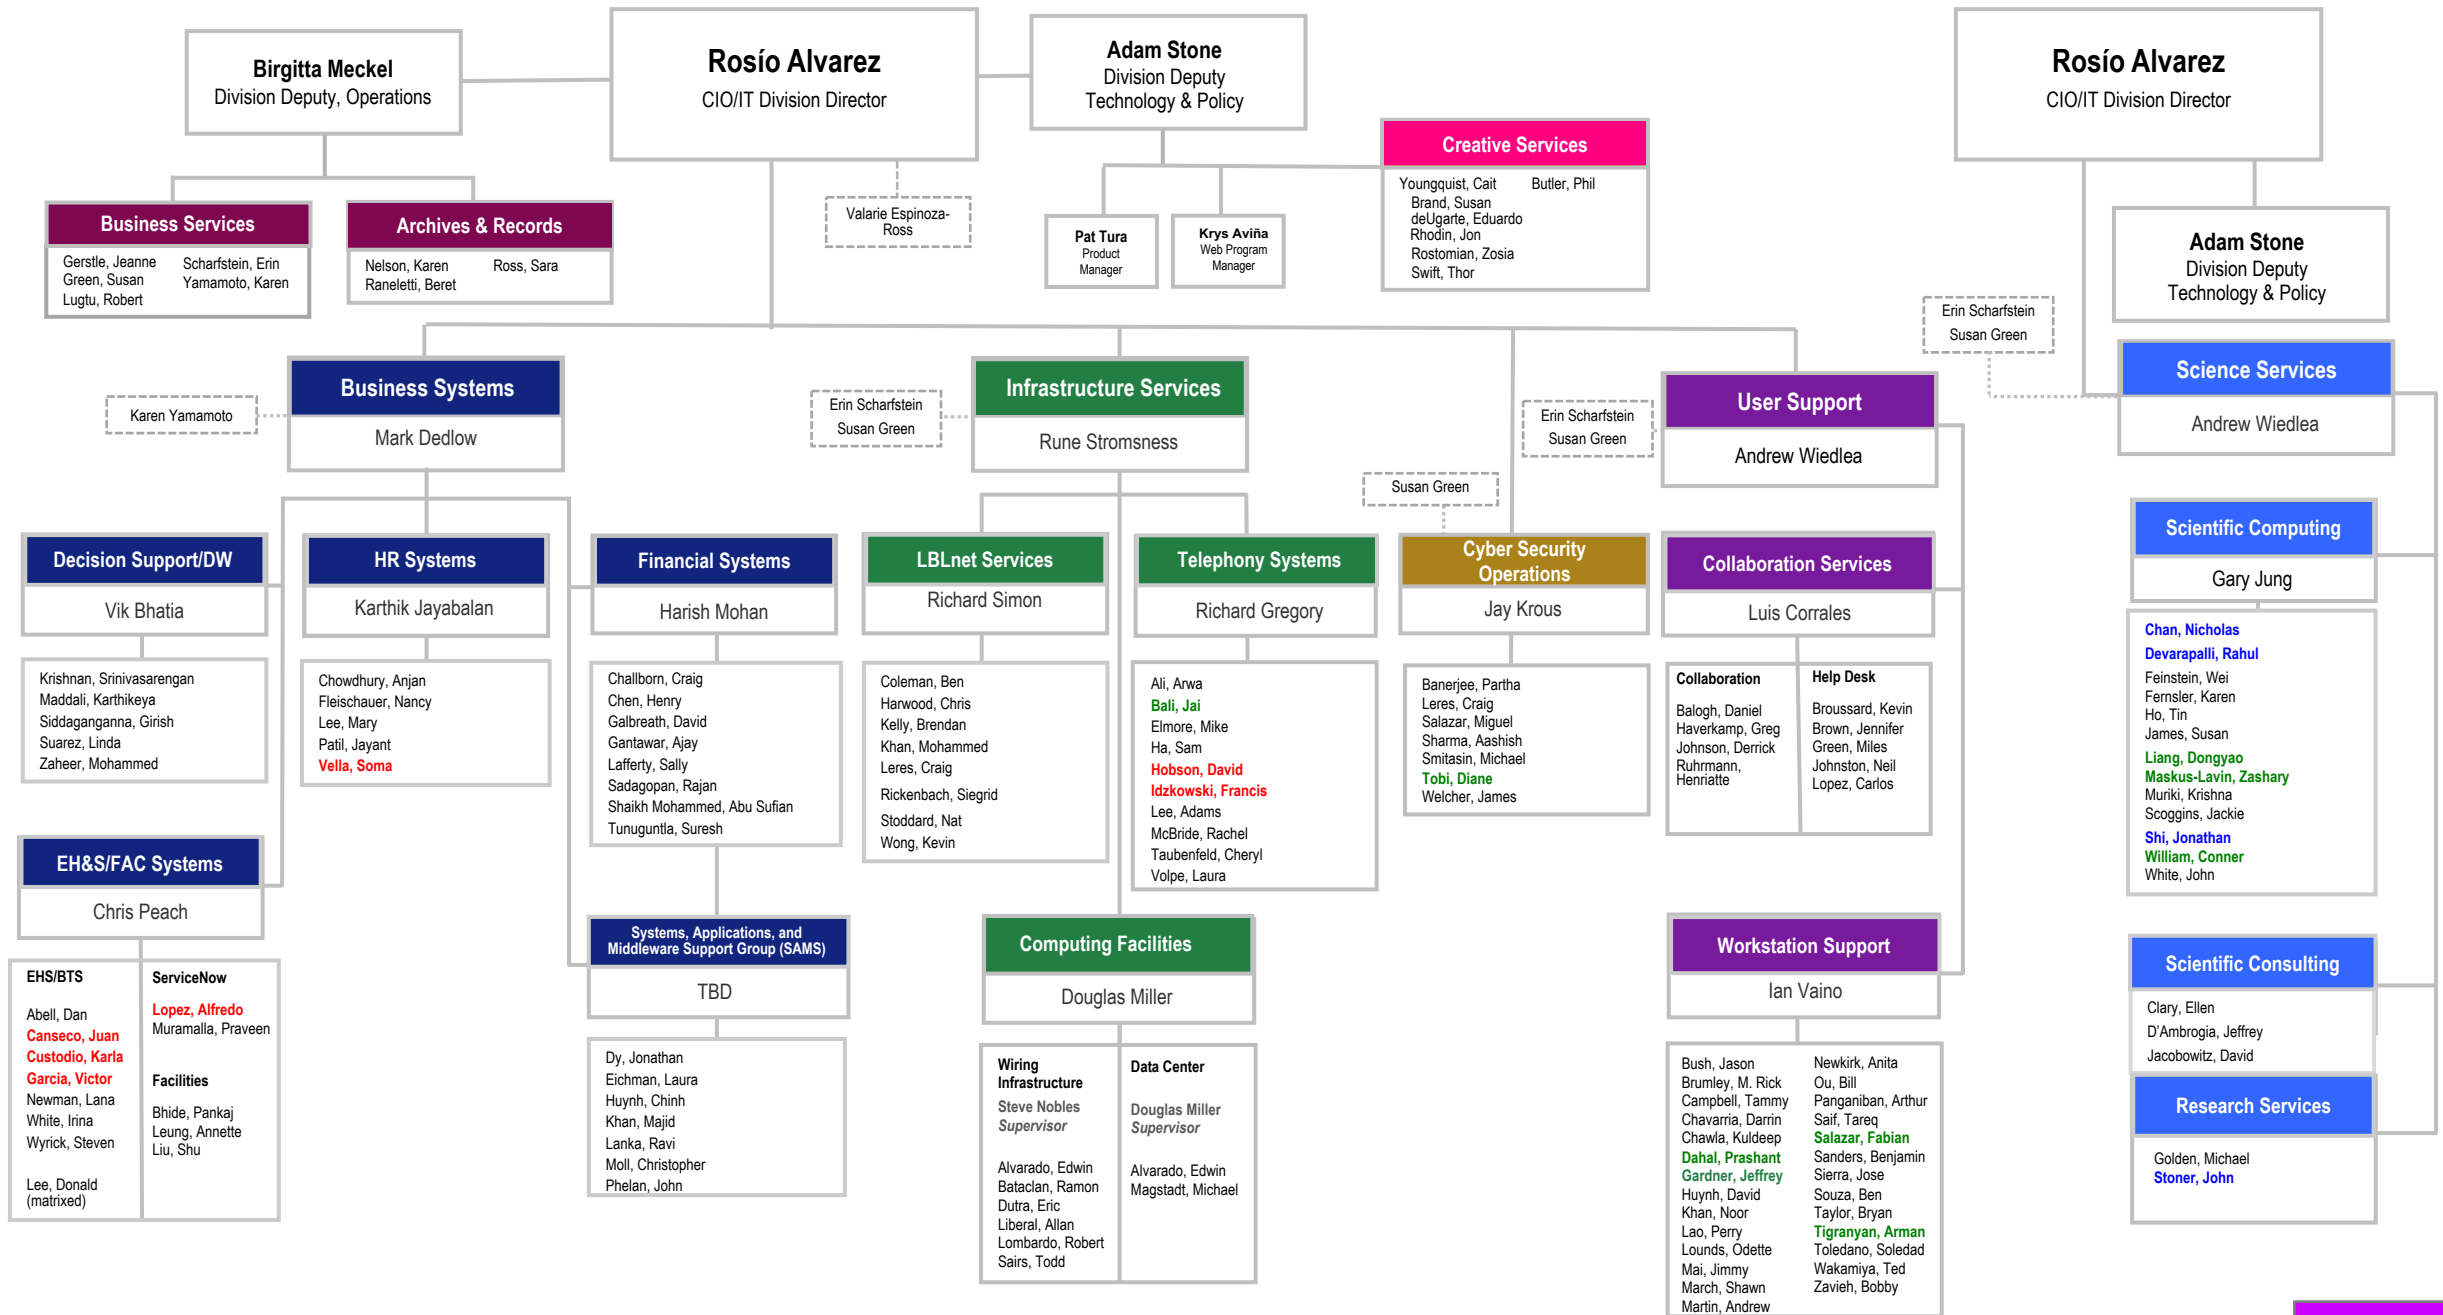 Birgitta Meckel
Division Deputy, Operations
Rosío Alvarez
CIO/IT Division Director
Adam Stone
Division Deputy
Technology & Policy
Rosío Alvarez
CIO/IT Division Director
Business Services
Gerstle, Jeanne
Green, Susan
Lugtu, Robert
Scharfstein, Erin
Yamamoto, Karen
Archives & Records
Nelson, Karen
Raneletti, Beret
Ross, Sara
Valarie Espinoza-
Ross
Pat Tura
Product
Manager
Krys Aviña
Web Program
Manager
Creative Services
Youngquist, Cait
Brand, Susan
deUgarte, Eduardo
Rhodin, Jon
Rostomian, Zosia
Swift, Thor
Butler, Phil
Adam Stone
Division Deputy
Technology & Policy
Erin Scharfstein
Susan Green
Karen Yamamoto
Business Systems
Mark Dedlow
Erin Scharfstein
Susan Green
Infrastructure Services
Rune Stromsness
Erin Scharfstein
Susan Green
User Support
Andrew Wiedlea
Science Services
Andrew Wiedlea
Susan Green
Decision Support/DW
Vik Bhatia
Krishnan, Srinivasarengan
Maddali, Karthikeya
Siddaganganna, Girish
Suarez, Linda
Zaheer, Mohammed
HR Systems
Karthik Jayabalan
Chowdhury, Anjan
Fleischauer, Nancy
Lee, Mary
Patil, Jayant
Vella, Soma
Financial Systems
Harish Mohan
Challborn, Craig
Chen, Henry
Galbreath, David
Gantawar, Ajay
Lafferty, Sally
Sadagopan, Rajan
Shaikh Mohammed, Abu Sufian
Tunuguntla, Suresh
LBLnet Services
Richard Simon
Coleman, Ben
Harwood, Chris
Kelly, Brendan
Khan, Mohammed
Leres, Craig
Rickenbach, Siegrid
Stoddard, Nat
Wong, Kevin
Telephony Systems
Richard Gregory
Ali, Arwa
Bali, Jai
Elmore, Mike
Ha, Sam
Hobson, David
Idzkowski, Francis
Lee, Adams
McBride, Rachel
Taubenfeld, Cheryl
Volpe, Laura
Cyber Security
Operations
Jay Krous
Banerjee, Partha
Leres, Craig
Salazar, Miguel
Sharma, Aashish
Smitasin, Michael
Tobi, Diane
Welcher, James
Collaboration Services
Luis Corrales
Collaboration
Balogh, Daniel
Haverkamp, Greg
Johnson, Derrick
Ruhrmann,
Henriatte
Help Desk
Broussard, Kevin
Brown, Jennifer
Green, Miles
Johnston, Neil
Lopez, Carlos
Scientific Computing
Gary Jung
Chan, Nicholas
Devarapalli, Rahul
Feinstein, Wei
Fernsler, Karen
Ho, Tin
James, Susan
Liang, Dongyao
Maskus-Lavin, Zashary
Muriki, Krishna
Scoggins, Jackie
Shi, Jonathan
William, Conner
White, John
EH&S/FAC Systems
Chris Peach
EHS/BTS
Abell, Dan
Canseco, Juan
Custodio, Karla
Garcia, Victor
Newman, Lana
White, Irina
Wyrick, Steven
Lee, Donald
(matrixed)
ServiceNow
Lopez, Alfredo
Muramalla, Praveen
Facilities
Bhide, Pankaj
Leung, Annette
Liu, Shu
Systems, Applications, and
Middleware Support Group (SAMS)
TBD
Dy, Jonathan
Eichman, Laura
Huynh, Chinh
Khan, Majid
Lanka, Ravi
Moll, Christopher
Phelan, John
Computing Facilities
Douglas Miller
Wiring
Infrastructure
Steve Nobles
Supervisor
Alvarado, Edwin
Bataclan, Ramon
Dutra, Eric
Liberal, Allan
Lombardo, Robert
Sairs, Todd
Data Center
Douglas Miller
Supervisor
Alvarado, Edwin
Magstadt, Michael
Workstation Support
Ian Vaino
Bush, Jason
Brumley, M. Rick
Campbell, Tammy
Chavarria, Darrin
Chawla, Kuldeep
Dahal, Prashant
Gardner, Jeffrey
Huynh, David
Khan, Noor
Lao, Perry
Lounds, Odette
Mai, Jimmy
March, Shawn
Martin, Andrew
Newkirk, Anita
Ou, Bill
Panganiban, Arthur
Saif, Tareq
Salazar, Fabian
Sanders, Benjamin
Sierra, Jose
Souza, Ben
Taylor, Bryan
Tigranyan, Arman
Toledano, Soledad
Wakamiya, Ted
Zavieh, Bobby
Scientific Consulting
Clary, Ellen
D’Ambrogia, Jeffrey
Jacobowitz, David
Research Services
Golden, Michael
Stoner, John